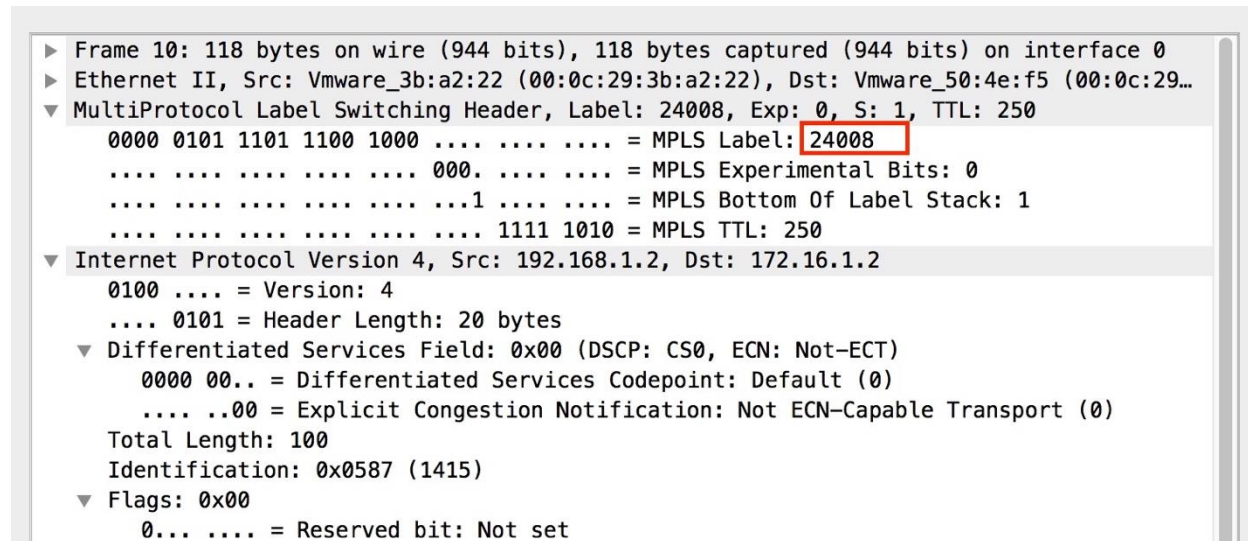 Frame 10: 118 bytes on wire (944 bits), 118 bytes captured (944 bits) on interface 0
Ethernet II, Src: Vmware_3b:a2:22 (00:0c:29:3b:a2:22), Dst: Vmware_50:4e:f5 (00:0c:29…
MultiProtocol Label Switching Header, Label: 24008, Exp: 0, S: 1, TTL: 250
0000 0101 1101 1100 1000 .... .... .... = MPLS Label: 24008
.... .... .... .... .... 000. .... .... = MPLS Experimental Bits: 0
.... .... .... .... .... ...1 .... .... = MPLS Bottom Of Label Stack: 1
.... .... .... .... .... .... 1111 1010 = MPLS TTL: 250
Internet Protocol Version 4, Src: 192.168.1.2, Dst: 172.16.1.2
0100 .... = Version: 4
.... 0101 = Header Length: 20 bytes
Differentiated Services Field: 0x00 (DSCP: CS0, ECN: Not-ECT)
0000 00.. = Differentiated Services Codepoint: Default (0)
.... ..00 = Explicit Congestion Notification: Not ECN-Capable Transport (0)
Total Length: 100
Identification: 0x0587 (1415)
Flags: 0x00
0... .... = Reserved bit: Not set